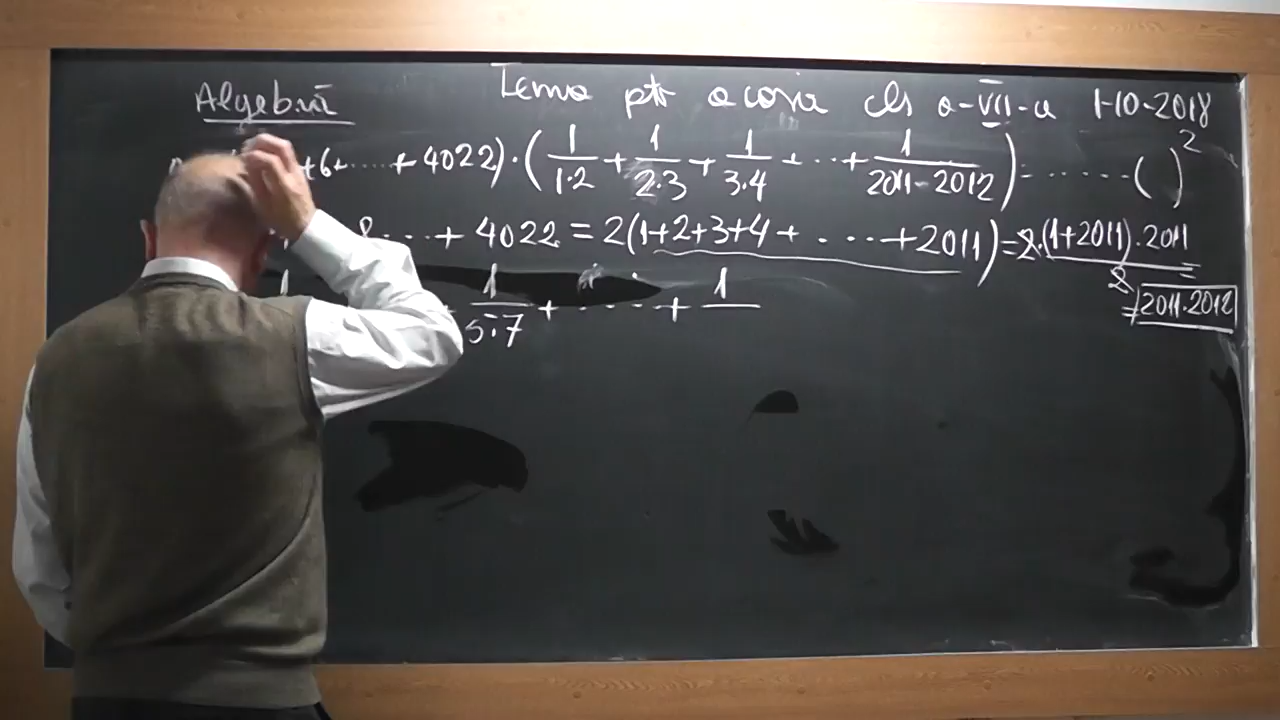 Algebră Tema ptr acasă cls a-VII-a 1-10-2018
+6+....+ 4022)·(1/1·2 + 1/2·3 + 1/3·4 + ... + 1/2011-2012) ......( )²
8 ...+ 4022 = 2(1+2+3+4+ ....+2011) = 2·(1+2011)·2011/2
= 2011·2012
1 1/5·7 + ....+ 1